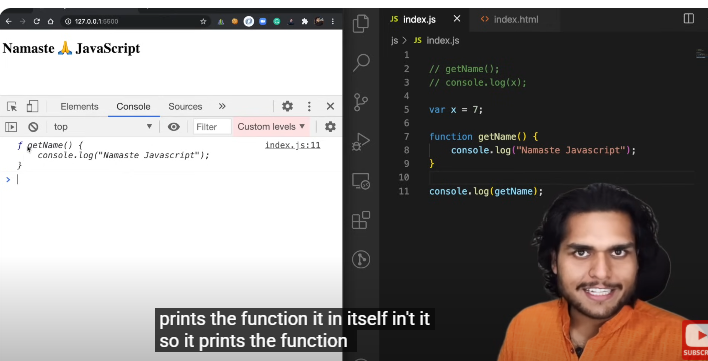 127.0.0.1:5500
Namaste 🙏 JavaScript
Elements Console Sources »
top Filter Custom levels
ƒ getName() { index.js:11
console.log("Namaste Javascript");
}
>
JS index.js × <> index.html
js > JS index.js
1
2 // getName();
3 // console.log(x);
4
5 var x = 7;
6
7 function getName() {
8 console.log("Namaste Javascript");
9 }
10
11 console.log(getName);
prints the function it in itself in't it
so it prints the function
SUBSCR